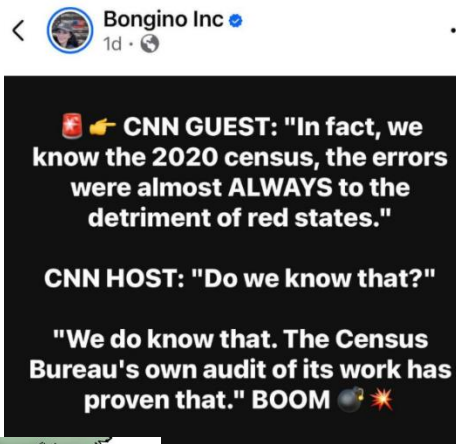 Bongino Inc
1d ·
🚨 👉 CNN GUEST: "In fact, we
know the 2020 census, the errors
were almost ALWAYS to the
detriment of red states."
CNN HOST: "Do we know that?"
"We do know that. The Census
Bureau's own audit of its work has
proven that." BOOM 💣 💥